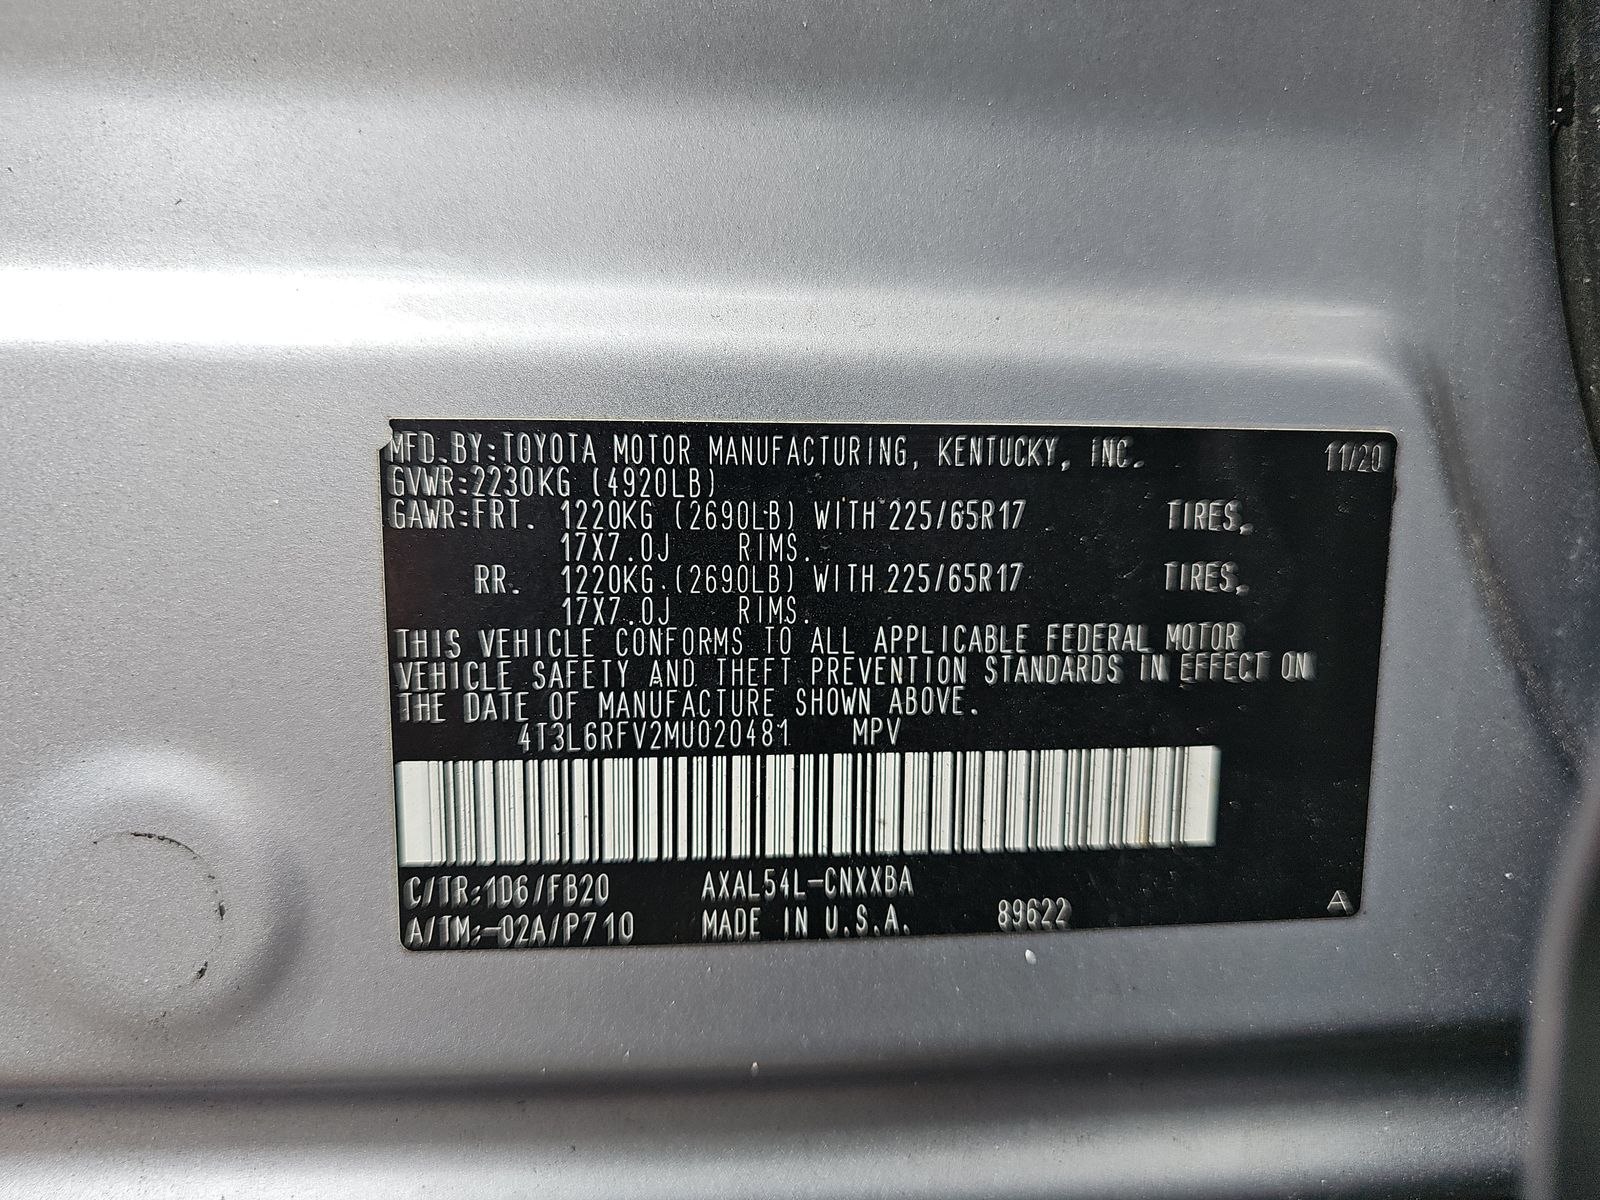 MFD.BY:TOYOTA MOTOR MANUFACTURING, KENTUCKY, INC. 11/20
GVWR:2230KG (4920LB)
GAWR:FRT. 1220KG (2690LB) WITH 225/65R17 TIRES,
17X7.0J RIMS.
RR. 1220KG (2690LB) WITH 225/65R17 TIRES,
17X7.0J RIMS.
THIS VEHICLE CONFORMS TO ALL APPLICABLE FEDERAL MOTOR
VEHICLE SAFETY AND THEFT PREVENTION STANDARDS IN EFFECT ON
THE DATE OF MANUFACTURE SHOWN ABOVE.
4T3L6RFV2MU020481 MPV
C/TR:1D6/FB20 AXAL54L-CNXXBA
A/TM:-02A/P710 MADE IN U.S.A. 89622 A